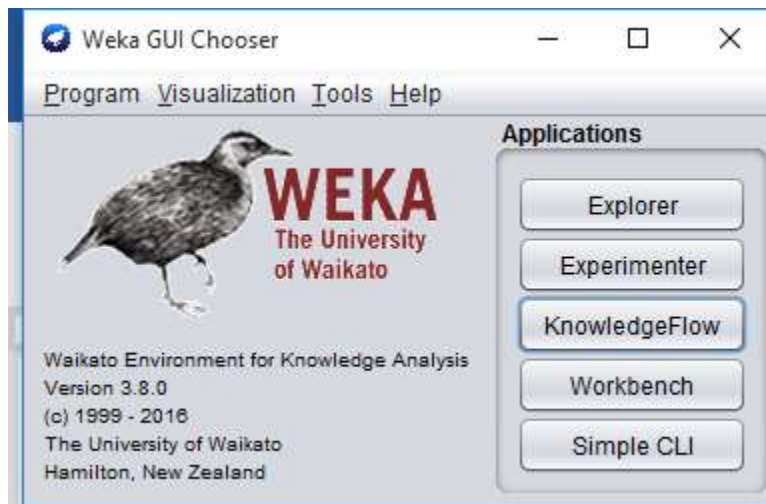 Weka GUI Chooser
Program Visualization Tools Help
WEKA
The University
of Waikato
Waikato Environment for Knowledge Analysis
Version 3.8.0
(c) 1999 - 2016
The University of Waikato
Hamilton, New Zealand
Applications
Explorer
Experimenter
KnowledgeFlow
Workbench
Simple CLI